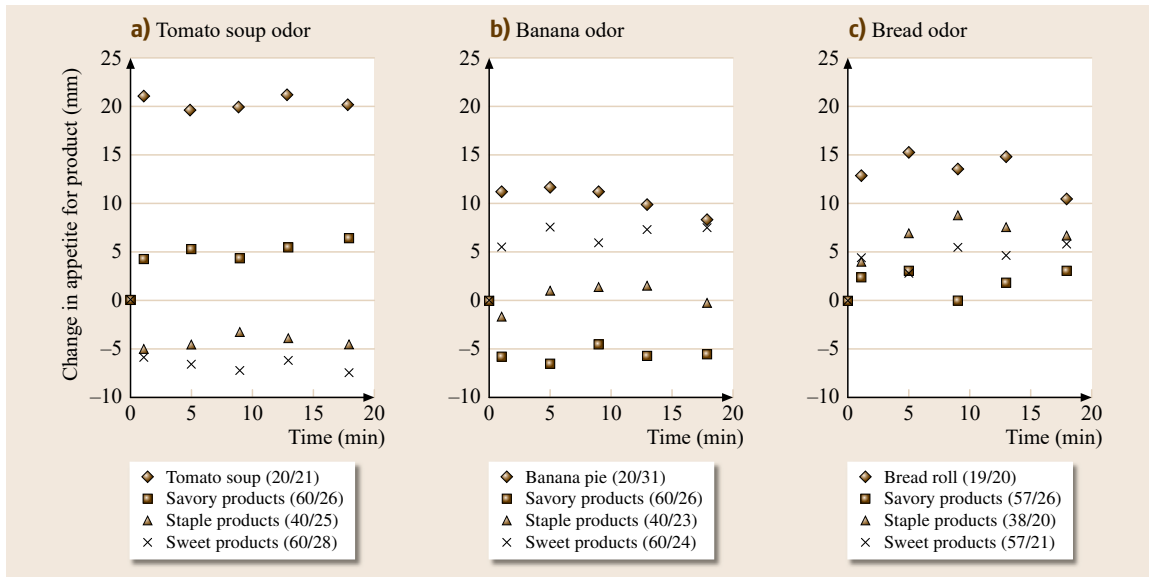 a) Tomato soup odor
Change in appetite for product (mm)
25
20
15
10
5
0
–5
–10
0
5
10
15
20
Time (min)
Tomato soup (20/21)
Savory products (60/26)
Staple products (40/25)
Sweet products (60/28)
b) Banana odor
25
20
15
10
5
0
–5
–10
0
5
10
15
20
Time (min)
Banana pie (20/31)
Savory products (60/26)
Staple products (40/23)
Sweet products (60/24)
c) Bread odor
25
20
15
10
5
0
–5
–10
0
5
10
15
20
Time (min)
Bread roll (19/20)
Savory products (57/26)
Staple products (38/20)
Sweet products (57/21)